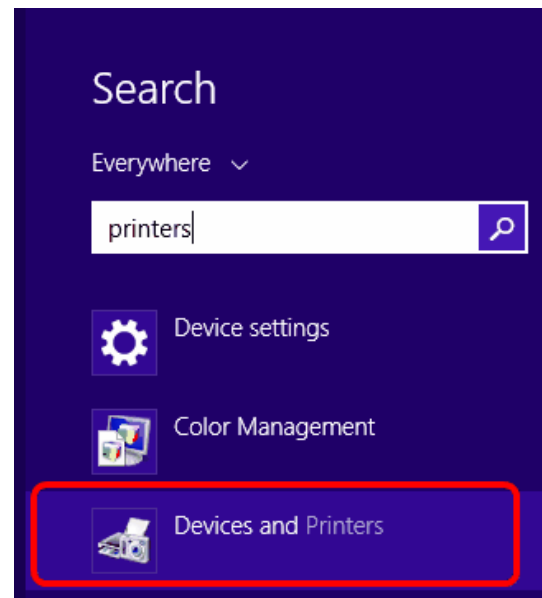 Search
Everywhere
printers
Device settings
Color Management
Devices and Printers